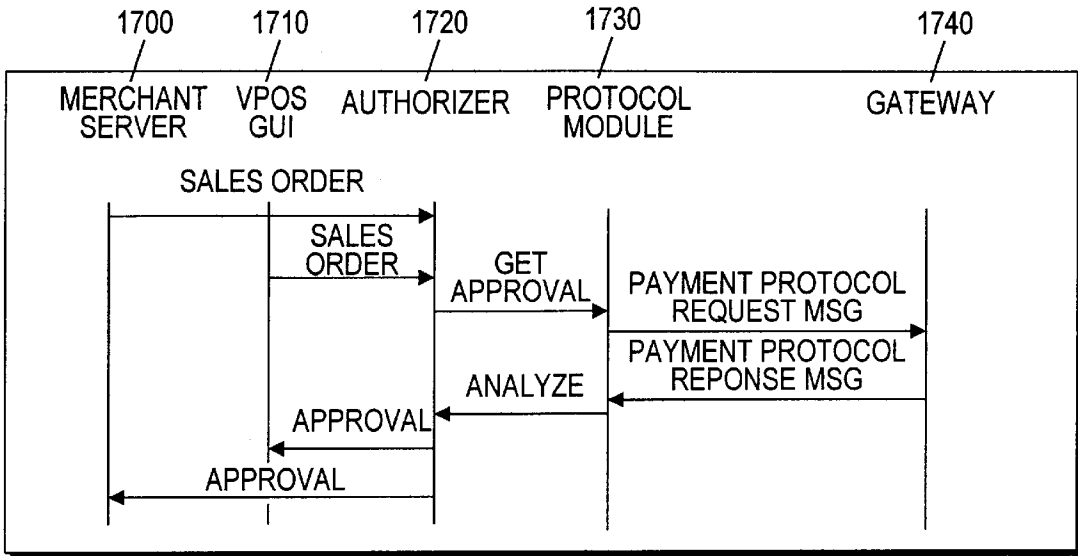 1700 1710 1720 1730 1740
MERCHANT VPOS AUTHORIZER PROTOCOL GATEWAY
SERVER GUI MODULE
SALES ORDER
SALES
ORDER
GET
APPROVAL
PAYMENT PROTOCOL
REQUEST MSG
PAYMENT PROTOCOL
REPONSE MSG
ANALYZE
APPROVAL
APPROVAL